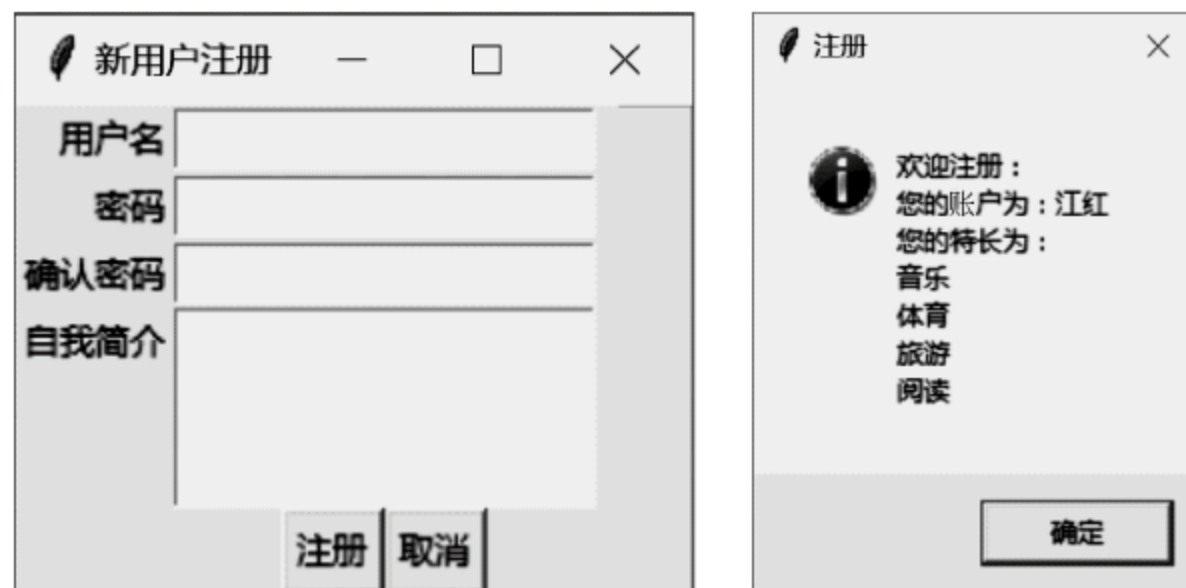 新用户注册
用户名
密码
确认密码
自我简介
注册 取消
注册
欢迎注册：
您的账户为：江红
您的特长为：
音乐
体育
旅游
阅读
确定